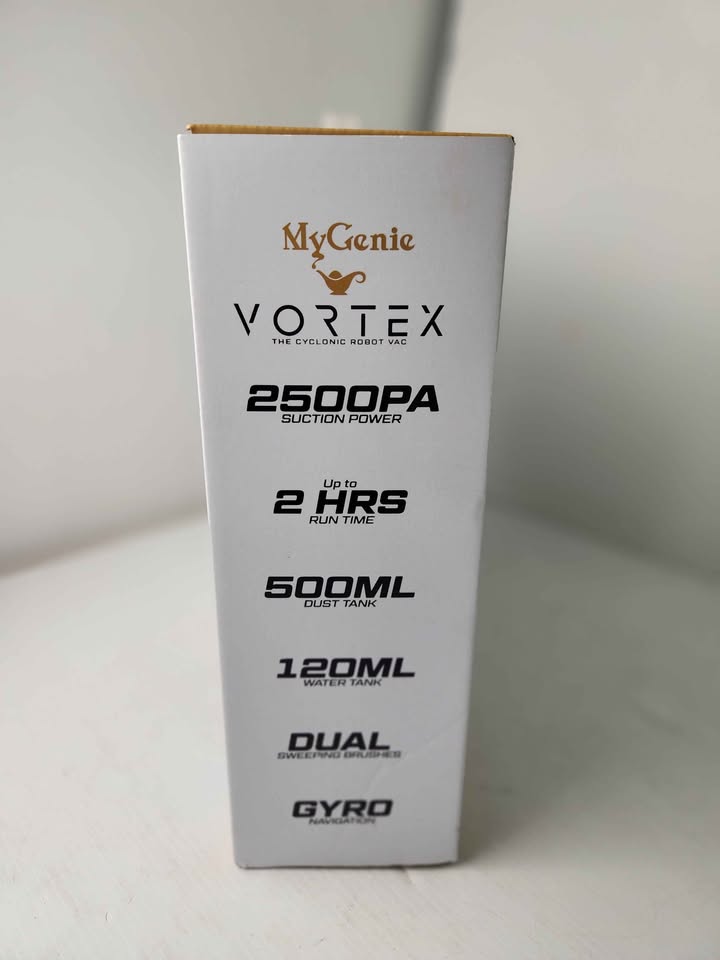 MyGenie
VORTEX
THE CYCLONIC ROBOT VAC
2500PA
SUCTION POWER
Up to
2 HRS
RUN TIME
500ML
DUST TANK
120ML
WATER TANK
DUAL
SWEEPING BRUSHES
GYRO
NAVIGATION